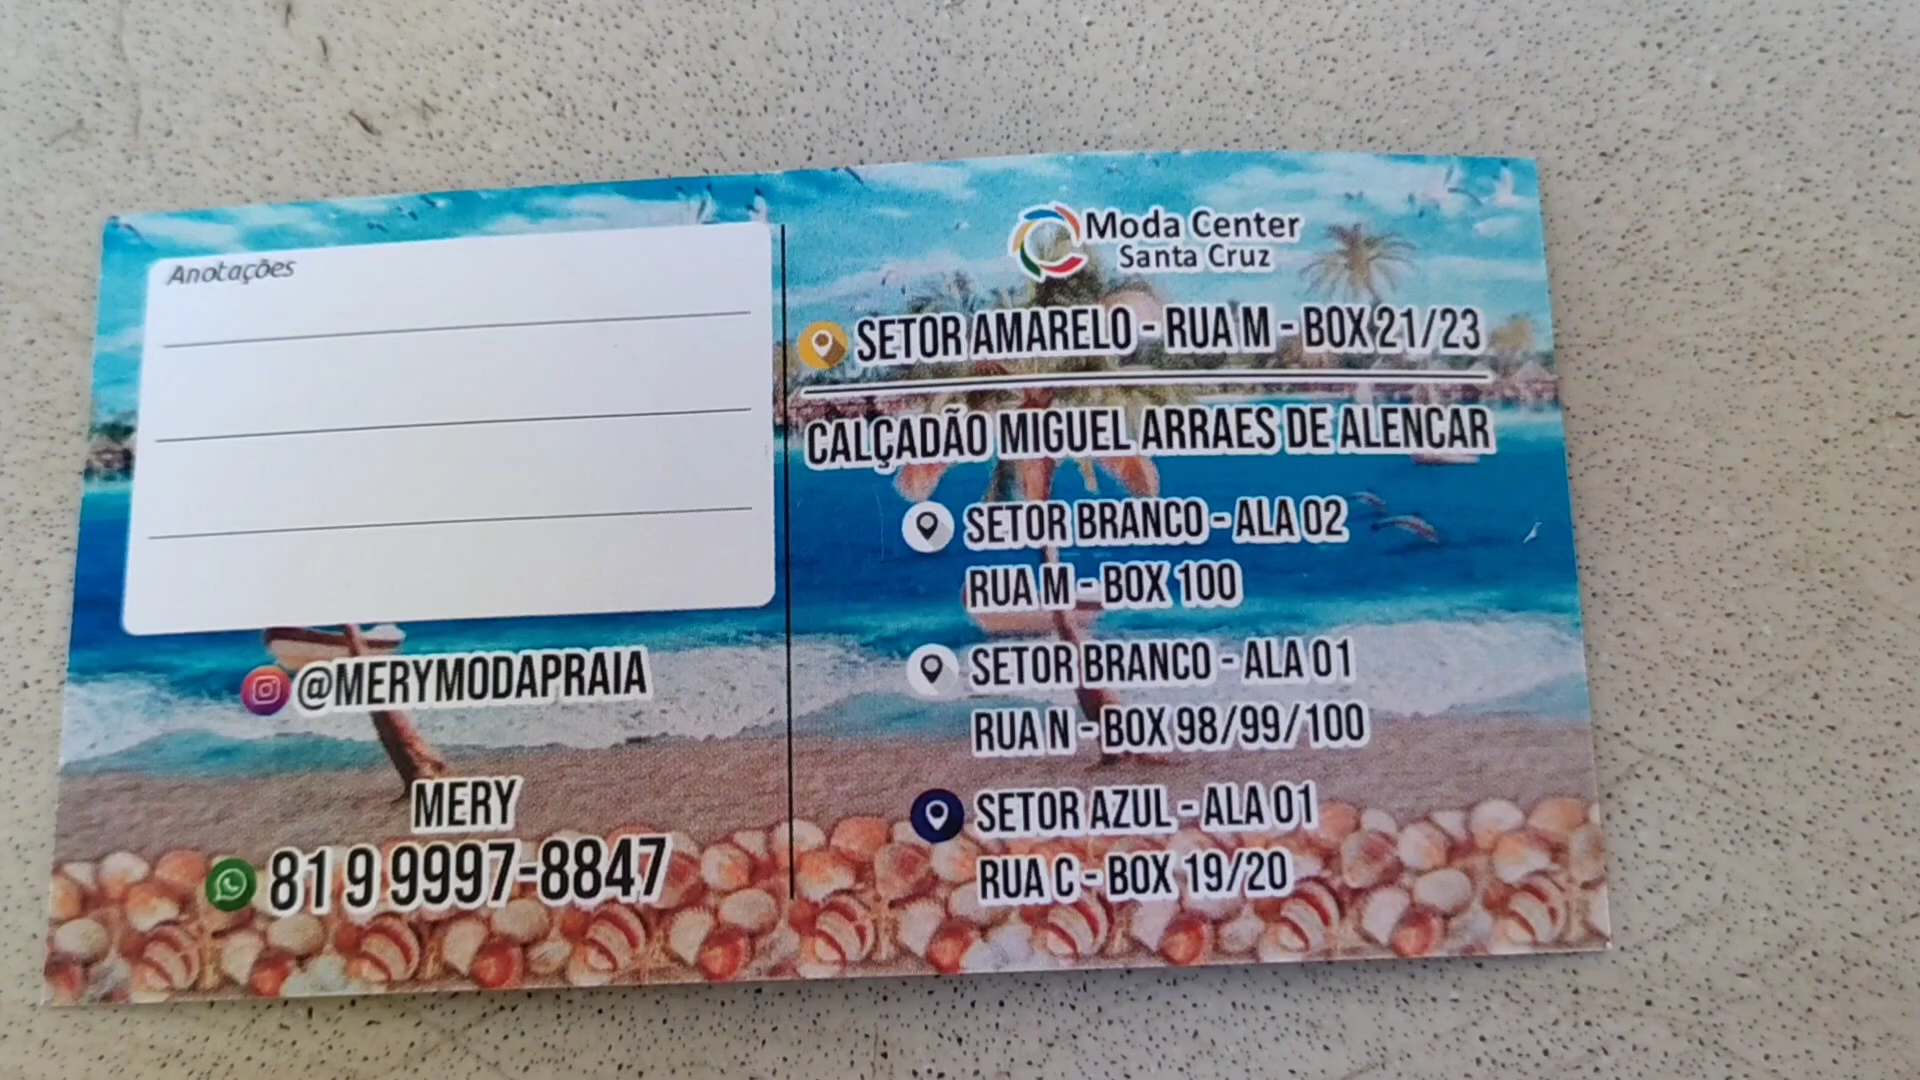 Anotações
@MERYMODAPRAIA
MERY
81 9 9997-8847
Moda Center
Santa Cruz
SETOR AMARELO - RUA M - BOX 21/23
CALÇADÃO MIGUEL ARRAES DE ALENCAR
SETOR BRANCO - ALA 02
RUA M - BOX 100
SETOR BRANCO - ALA 01
RUA N - BOX 98/99/100
SETOR AZUL - ALA 01
RUA C - BOX 19/20